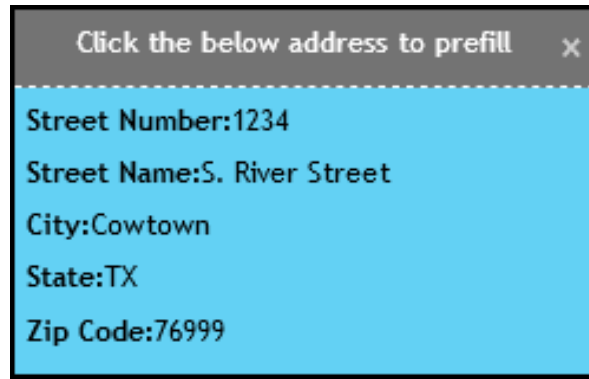 Click the below address to prefill ×
Street Number:1234
Street Name:S. River Street
City:Cowtown
State:TX
Zip Code:76999